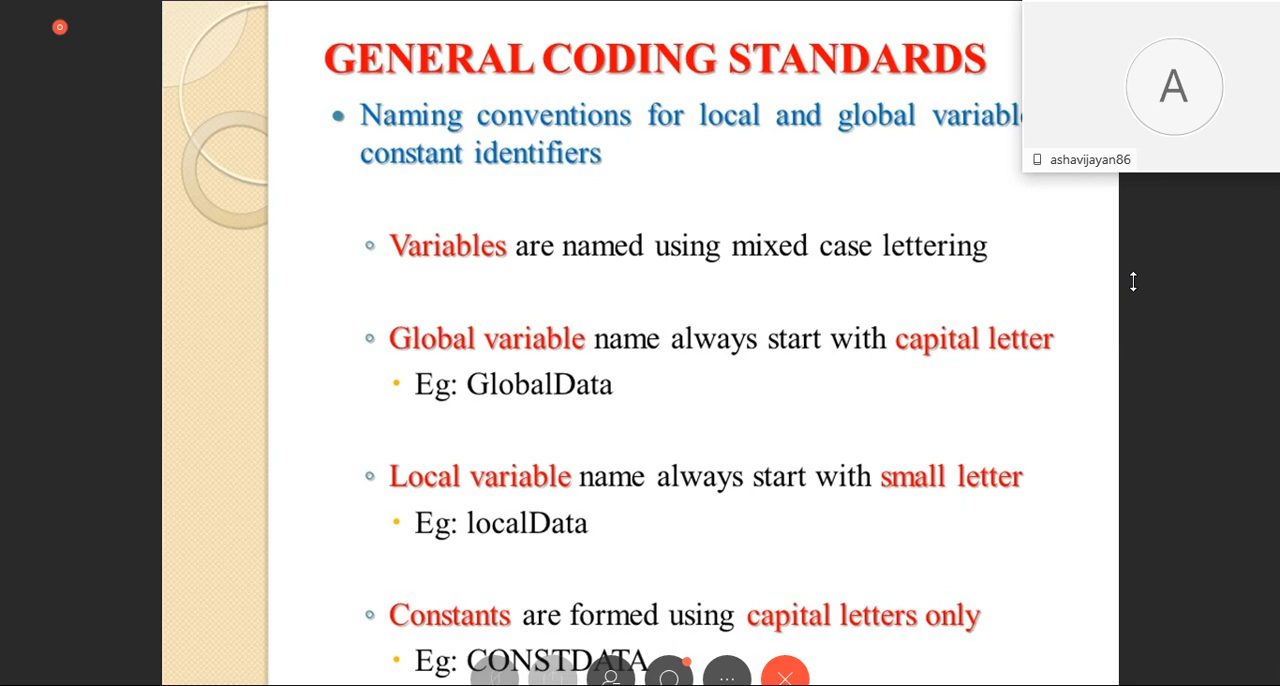 GENERAL CODING STANDARDS
Naming conventions for local and global
constant identifiers
Variables are named using mixed case lettering
Global variable name always start with capital letter
Eg: GlobalData
Local variable name always start with small letter
Eg: localData
Constants are formed using capital letters only
Eg: CONSTDATA
A
ashavijayan86